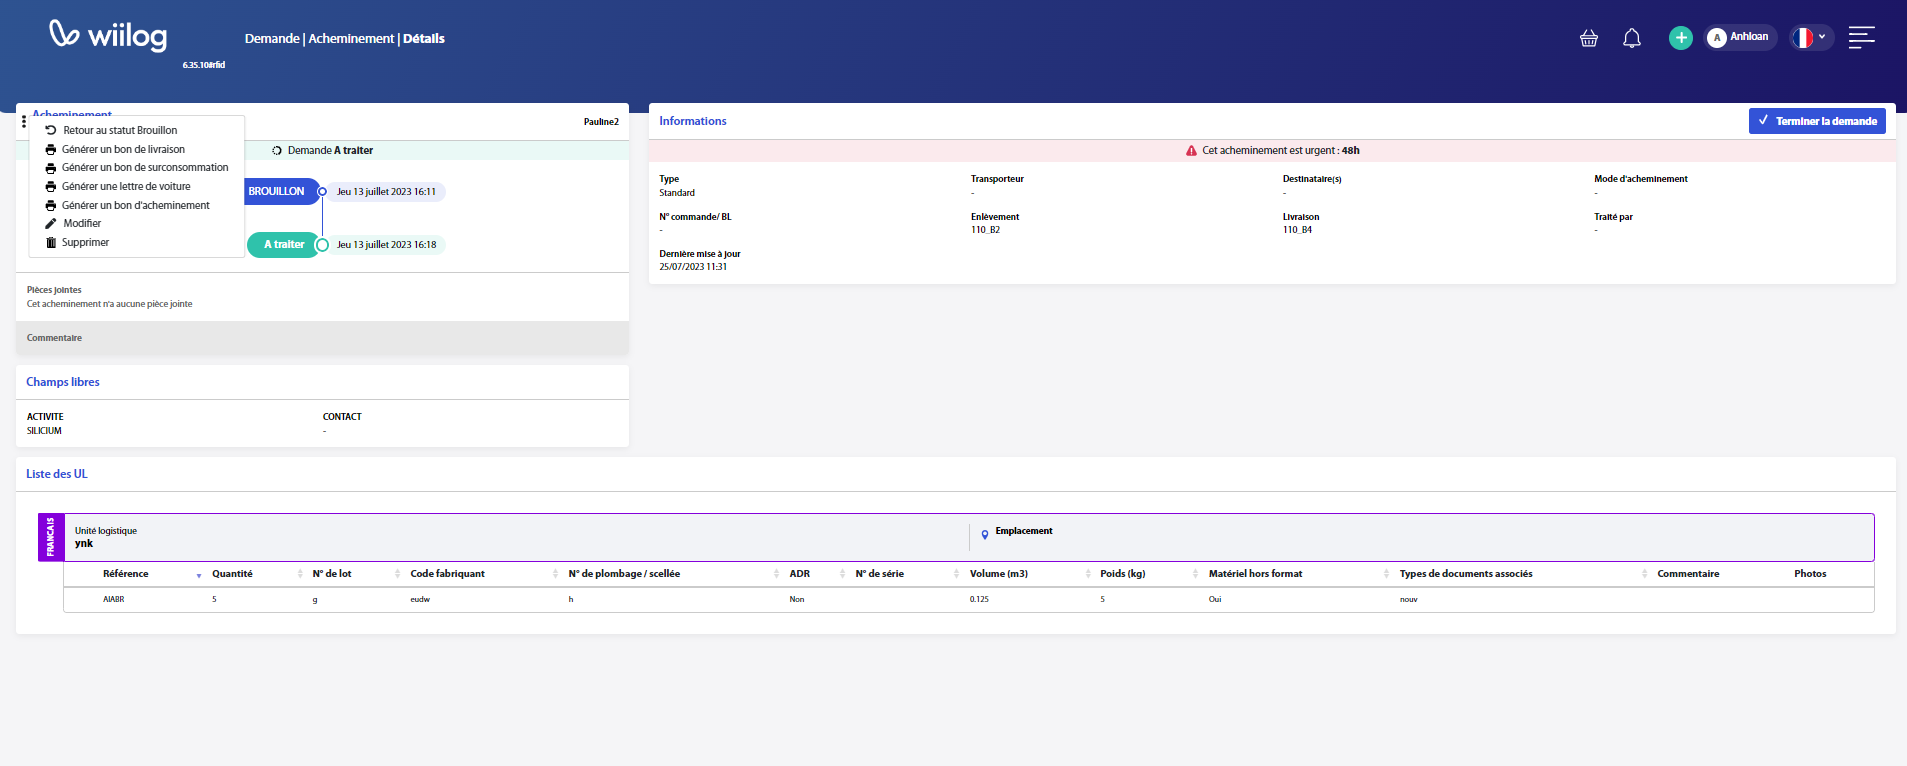 wiilog
6.35.10#rfid
Demande | Acheminement | Détails
A
Anhloan
Acheminement
Pauline2
Retour au statut Brouillon
Générer un bon de livraison
Générer un bon de surconsommation
Générer une lettre de voiture
Générer un bon d'acheminement
Modifier
Supprimer
Demande A traiter
BROUILLON
Jeu 13 juillet 2023 16:11
A traiter
Jeu 13 juillet 2023 16:18
Pièces jointes
Cet acheminement n'a aucune pièce jointe
Commentaire
Informations
Terminer la demande
Cet acheminement est urgent : 48h
Type
Standard
Transporteur
-
Destinataire(s)
-
Mode d'acheminement
-
N° commande/ BL
-
Enlèvement
110_B2
Livraison
110_B4
Traité par
-
Dernière mise à jour
25/07/2023 11:31
Champs libres
ACTIVITE
SILICIUM
CONTACT
-
Liste des UL
FRANCAIS
Unité logistique
ynk
Emplacement
Référence Quantité N° de lot Code fabriquant N° de plombage / scellée ADR N° de série Volume (m3) Poids (kg) Matériel hors format Types de documents associés Commentaire Photos
AIABR 5 g eudw h Non 0.125 5 Oui nouv